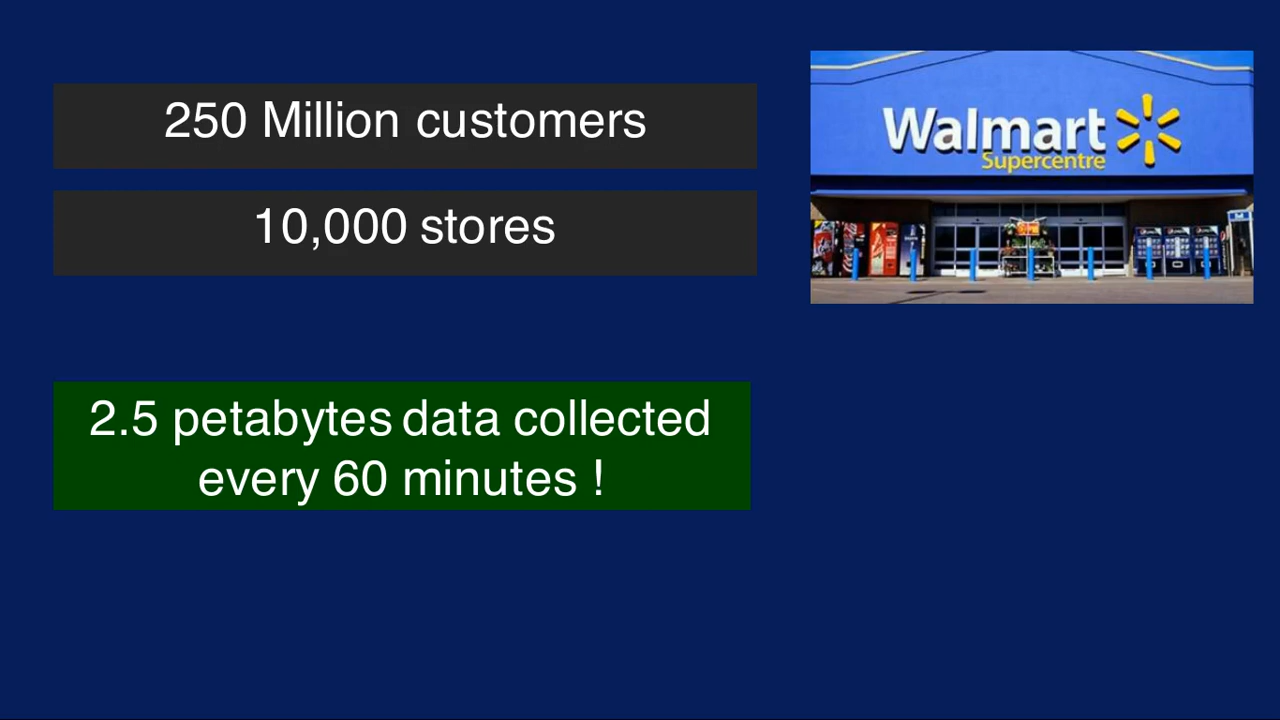 250 Million customers
10,000 stores
2.5 petabytes data collected
every 60 minutes !
Walmart
Supercentre